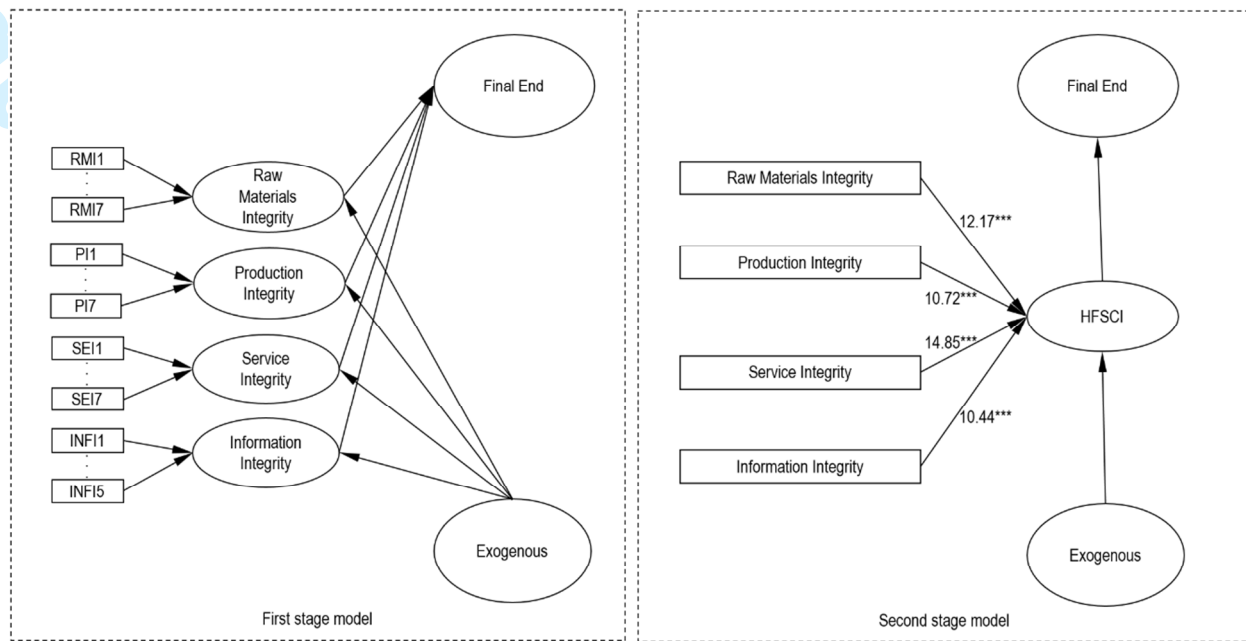 Final End
RMI1
RMI7
Raw
Materials
Integrity
PI1
PI7
Production
Integrity
SEI1
SEI7
Service
Integrity
INFI1
INFI5
Information
Integrity
Exogenous
First stage model
Final End
Raw Materials Integrity
12.17***
Production Integrity
10.72***
HFSCI
14.85***
Service Integrity
10.44***
Information Integrity
Exogenous
Second stage model